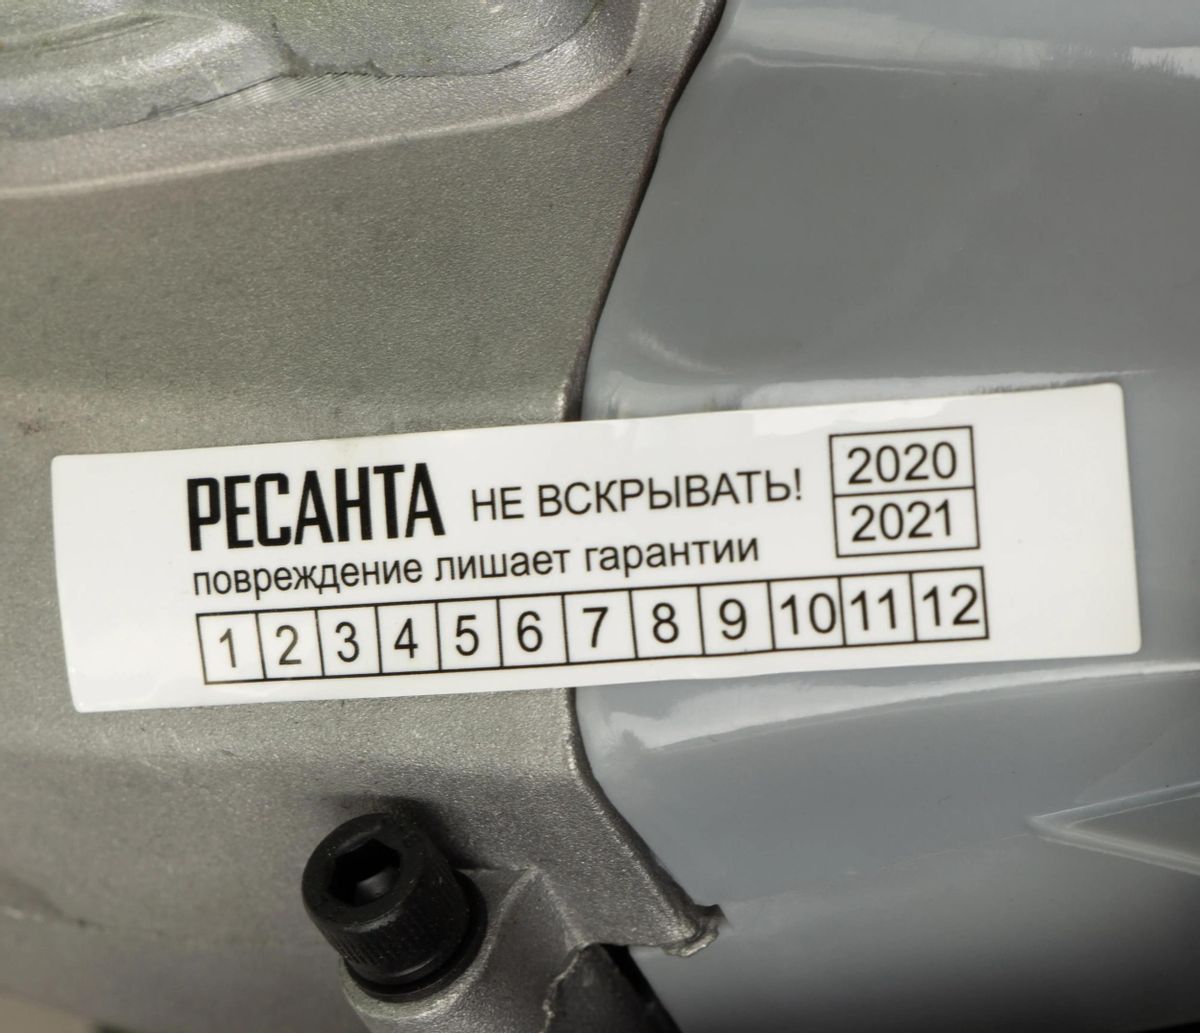 РЕСАНТА НЕ ВСКРЫВАТЬ!
2020
2021
повреждение лишает гарантии
1 2 3 4 5 6 7 8 9 10 11 12